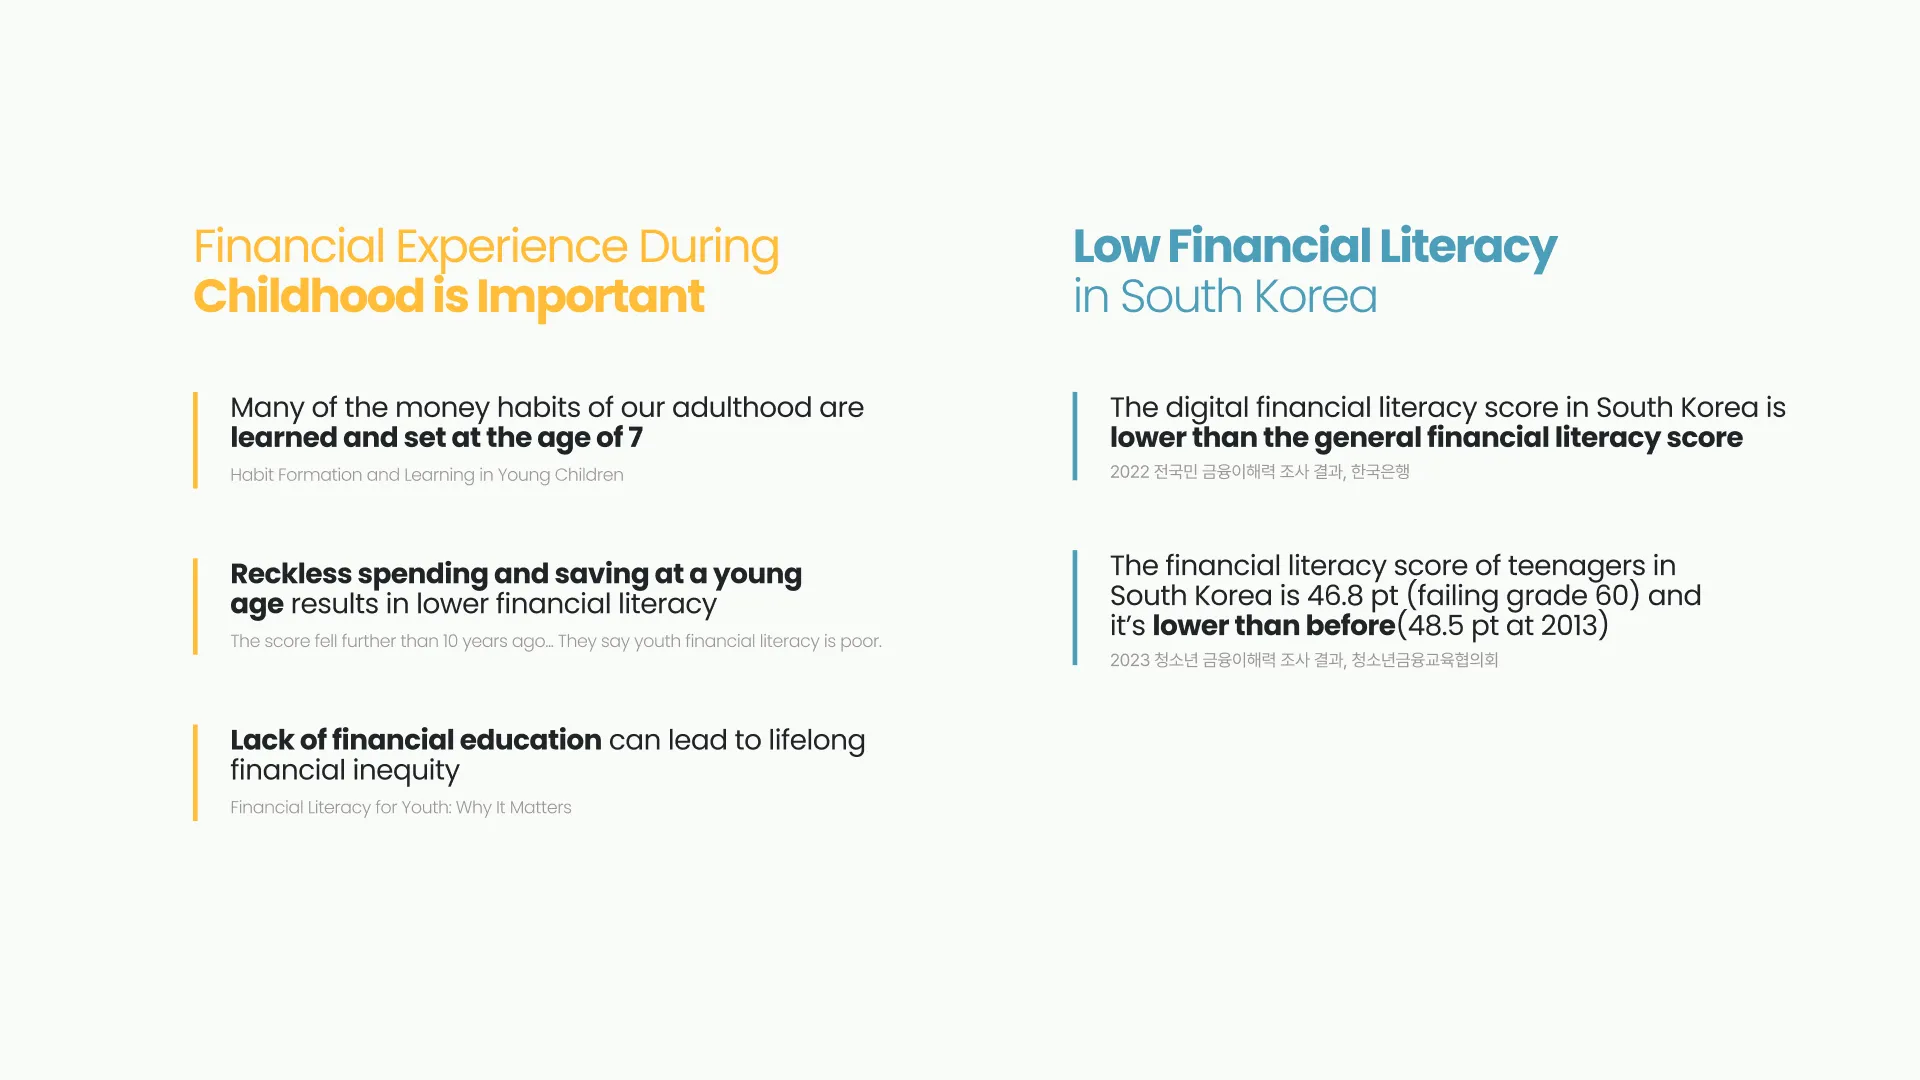 Financial Experience During
Childhood is Important
Many of the money habits of our adulthood are
learned and set at the age of 7
Habit Formation and Learning in Young Children
Reckless spending and saving at a young
age results in lower financial literacy
The score fell further than 10 years ago... They say youth financial literacy is poor.
Lack of financial education can lead to lifelong
financial inequity
Financial Literacy for Youth: Why It Matters
Low Financial Literacy
in South Korea
The digital financial literacy score in South Korea is
lower than the general financial literacy score
2022 전국민 금융이해력 조사 결과, 한국은행
The financial literacy score of teenagers in
South Korea is 46.8 pt (failing grade 60) and
it’s lower than before(48.5 pt at 2013)
2023 청소년 금융이해력 조사 결과, 청소년금융교육협의회